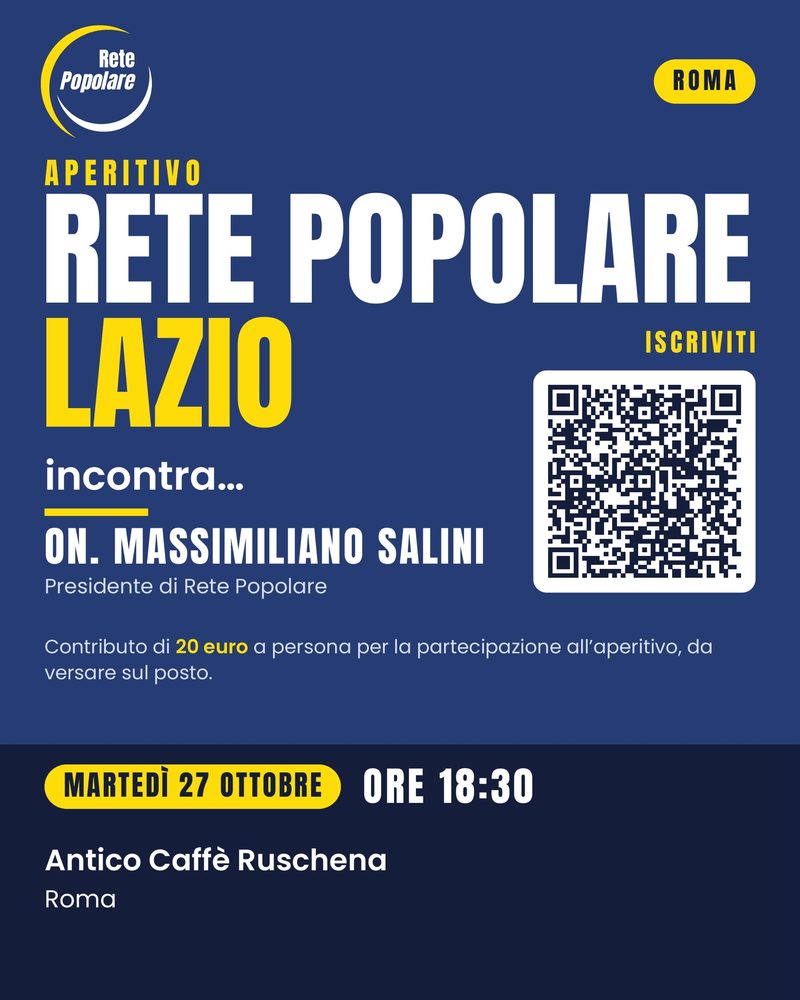 Rete
Popolare
ROMA
APERITIVO
RETE POPOLARE
LAZIO
ISCRIVITI
incontra...
ON. MASSIMILIANO SALINI
Presidente di Rete Popolare
Contributo di 20 euro a persona per la partecipazione all’aperitivo, da
versare sul posto.
MARTEDÌ 27 OTTOBRE ORE 18:30
Antico Caffè Ruschena
Roma